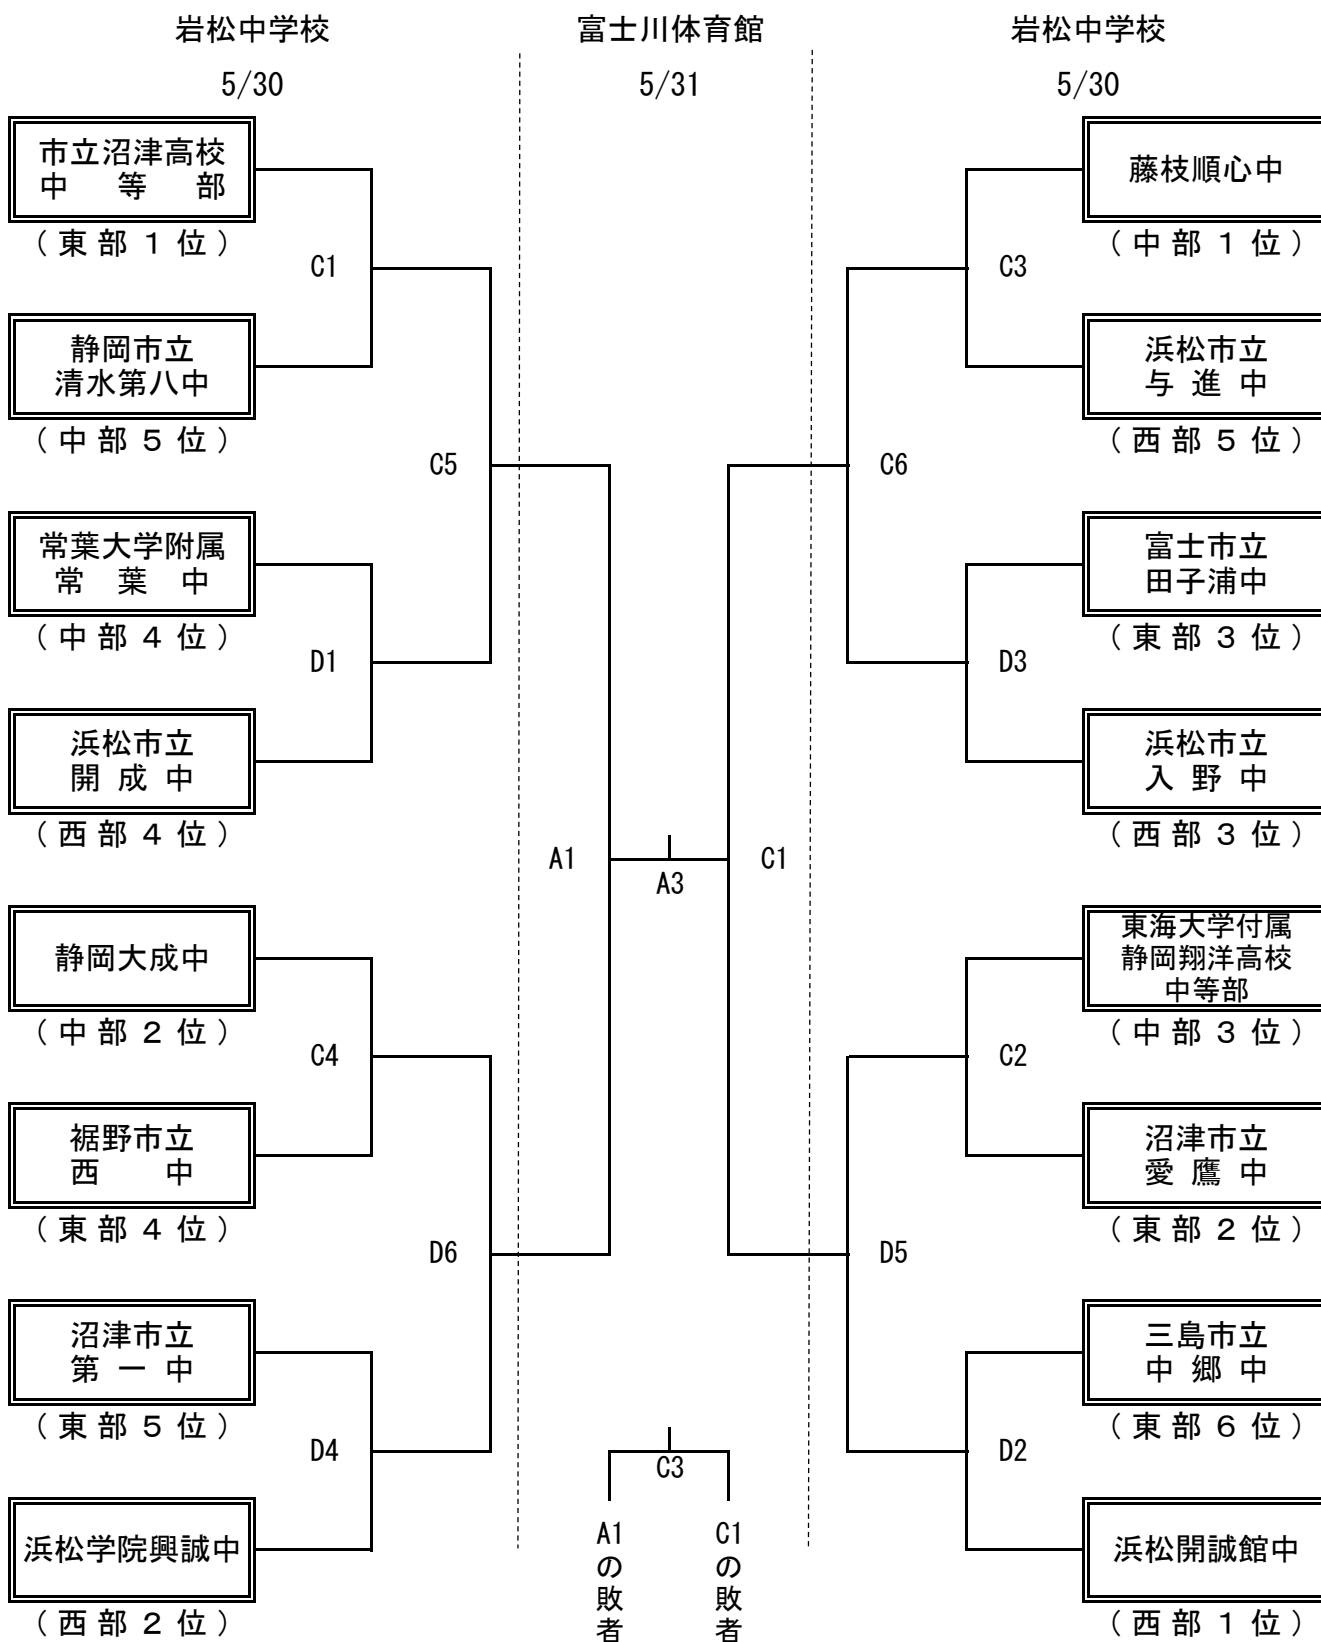 岩松中学校
5/30
富士川体育館
5/31
岩松中学校
5/30
市立沼津高校
中等部
(東部1位)
C1
静岡市立
清水第八中
(中部5位)
C5
常葉大学附属
常葉中
(中部4位)
D1
浜松市立
開成中
(西部4位)
A1
静岡大成中
(中部2位)
C4
裾野市立
西中
(東部4位)
D6
沼津市立
第一中
(東部5位)
D4
浜松学院興誠中
(西部2位)
A3
C3
A1の敗者
C1の敗者
藤枝順心中
(中部1位)
C3
浜松市立
与進中
(西部5位)
C6
富士市立
田子浦中
(東部3位)
D3
浜松市立
入野中
(西部3位)
C1
東海大学付属
静岡翔洋高校
中等部
(中部3位)
C2
沼津市立
愛鷹中
(東部2位)
D5
三島市立
中郷中
(東部6位)
D2
浜松開誠館中
(西部1位)